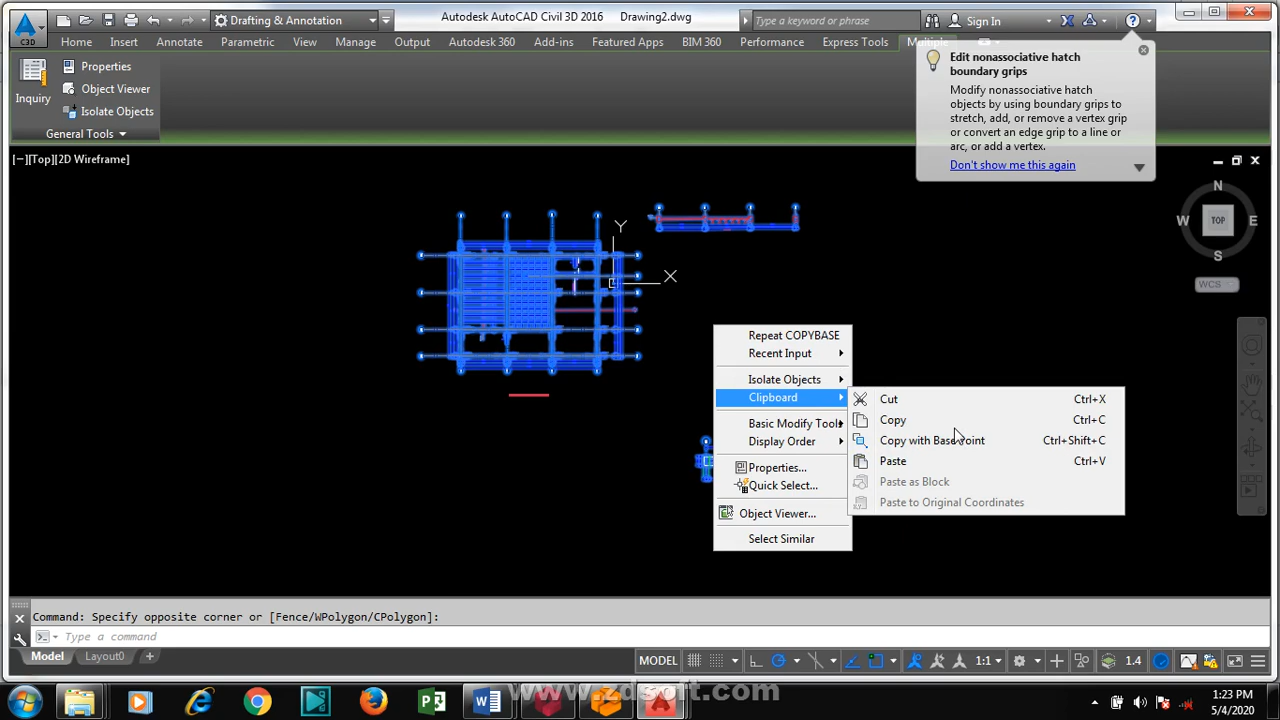 C3D
Drafting & Annotation
Autodesk AutoCAD Civil 3D 2016 Drawing2.dwg
Type a keyword or phrase
Sign In
Home Insert Annotate Parametric View Manage Output Autodesk 360 Add-ins Featured Apps BIM 360 Performance Express Tools Multiple
Inquiry
Properties
Object Viewer
Isolate Objects
General Tools
Edit nonassociative hatch
boundary grips
Modify nonassociative hatch
objects by using boundary grips to
stretch, add, or remove a vertex grip
or convert an edge grip to a line or
arc, or add a vertex.
Don't show me this again
[−][Top][2D Wireframe]
N
W TOP E
S
WCS
Y
X
Repeat COPYBASE
Recent Input
Isolate Objects
Clipboard
Basic Modify Tools
Display Order
Properties...
Quick Select...
Object Viewer...
Select Similar
Cut Ctrl+X
Copy Ctrl+C
Copy with Base Point Ctrl+Shift+C
Paste Ctrl+V
Paste as Block
Paste to Original Coordinates
Command: Specify opposite corner or [Fence/WPolygon/CPolygon]:
Type a command
Model Layout0 +
MODEL 1:1 1.4
www.zdsoft.com
1:23 PM
5/4/2020